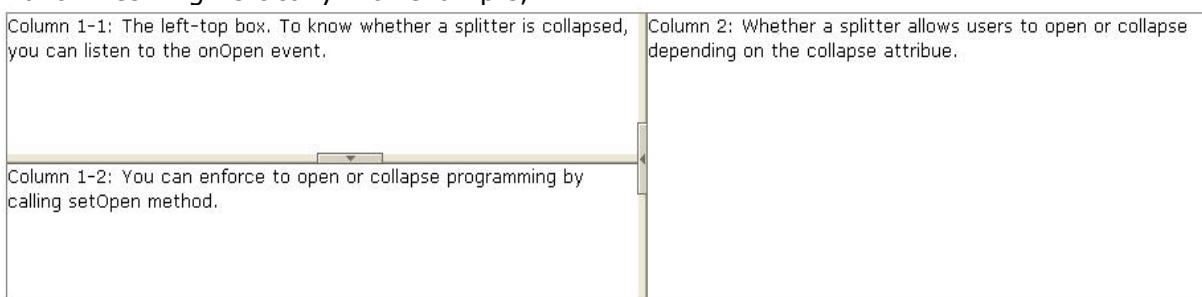 Column 1-1: The left-top box. To know whether a splitter is collapsed,
you can listen to the onOpen event.
Column 1-2: You can enforce to open or collapse programming by
calling setOpen method.
Column 2: Whether a splitter allows users to open or collapse
depending on the collapse attribue.